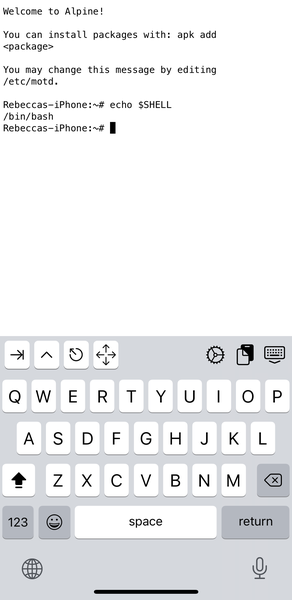 Welcome to Alpine!
You can install packages with: apk add
<package>
You may change this message by editing
/etc/motd.
Rebeccas-iPhone:~# echo $SHELL
/bin/bash
Rebeccas-iPhone:~#
Q W E R T Y U I O P
A S D F G H J K L
Z X C V B N M
123 space return